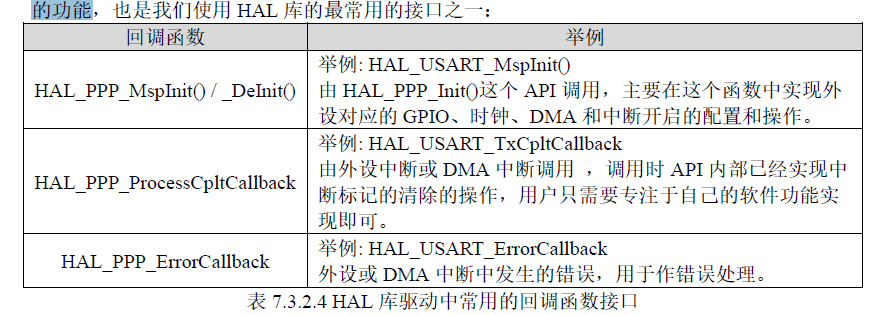 的功能，也是我们使用 HAL 库的最常用的接口之一：
回调函数 举例
HAL_PPP_MspInit() / _DeInit()
举例: HAL_USART_MspInit()
由 HAL_PPP_Init()这个 API 调用，主要在这个函数中实现外
设对应的 GPIO、时钟、DMA 和中断开启的配置和操作。
HAL_PPP_ProcessCpltCallback
举例: HAL_USART_TxCpltCallback
由外设中断或 DMA 中断调用 ，调用时 API 内部已经实现中
断标记的清除的操作，用户只需要专注于自己的软件功能实
现即可。
HAL_PPP_ErrorCallback
举例: HAL_USART_ErrorCallback
外设或 DMA 中断中发生的错误，用于作错误处理。
表 7.3.2.4 HAL 库驱动中常用的回调函数接口